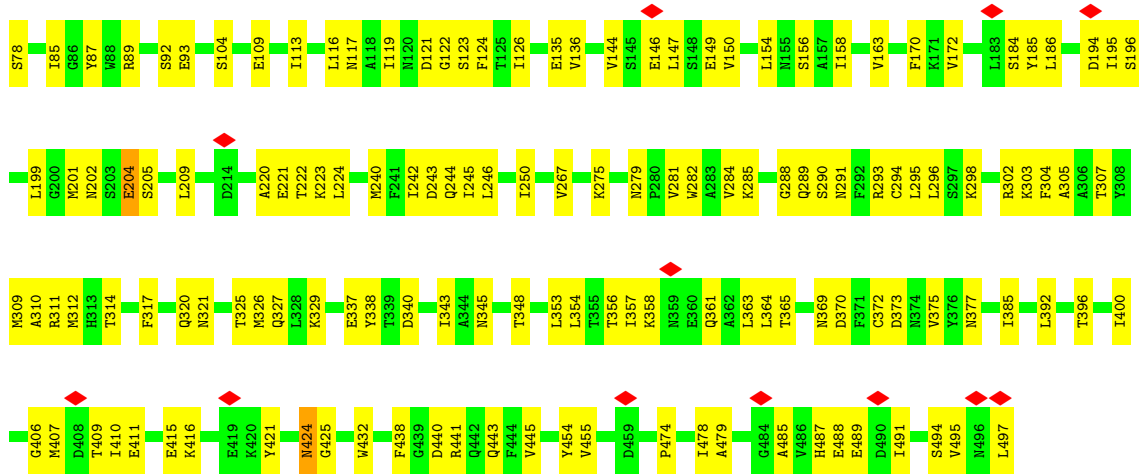 S78 I85 G86 Y87 W88 R89 S92 E93 S104 E109 I113 L116 N117 A118 I119 N120 D121 G122 S123 F124 T125 I126 E135 V136 V144 S145 E146 L147 S148 E149 V150 L154 N155 S156 A157 I158 V163 F170 K171 V172 L183 S184 Y185 L186 D194 I195 S196
L199 G200 M201 N202 S203 E204 S205 L209 D214 A220 E221 T222 K223 L224 M240 F241 I242 D243 Q244 I245 L246 I250 V267 K275 N279 P280 V281 W282 A283 V284 K285 G288 Q289 S290 N291 F292 R293 C294 L295 L296 S297 K298 R302 K303 F304 A305 A306 T307 Y308
M309 A310 R311 M312 H313 T314 F317 Q320 N321 T325 M326 Q327 L328 K329 E337 Y338 T339 D340 I343 A344 N345 T348 L353 L354 T355 T356 I357 K358 N359 E360 Q361 A362 L363 L364 T365 N369 D370 F371 C372 D373 N374 V375 Y376 N377 I385 L392 T396 I400
G406 M407 D408 T409 I410 E411 E415 K416 E419 K420 Y421 N424 G425 W432 F438 G439 D440 R441 Q442 Q443 F444 V445 Y454 V455 D459 P474 I478 A479 G484 A485 V486 H487 E488 E489 D490 I491 S494 V495 N496 L497